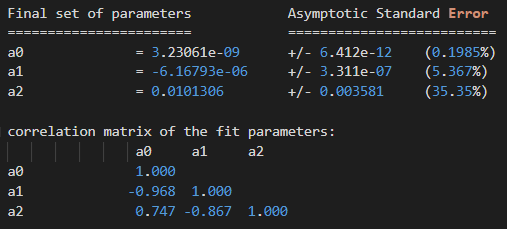 Final set of parameters            Asymptotic Standard Error
=======================            ==========================
a0              = 3.23061e-09      +/- 6.412e-12    (0.1985%)
a1              = -6.16793e-06     +/- 3.311e-07    (5.367%)
a2              = 0.0101306        +/- 0.003581     (35.35%)
correlation matrix of the fit parameters:
                a0     a1     a2
a0              1.000
a1             -0.968  1.000
a2              0.747 -0.867  1.000